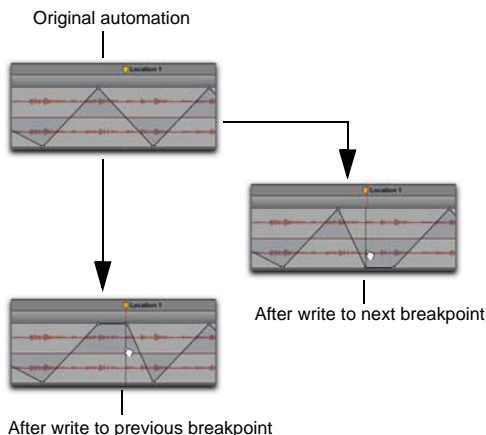 Original automation
Location 1
Location 1
After write to next breakpoint
Location 1
After write to previous breakpoint